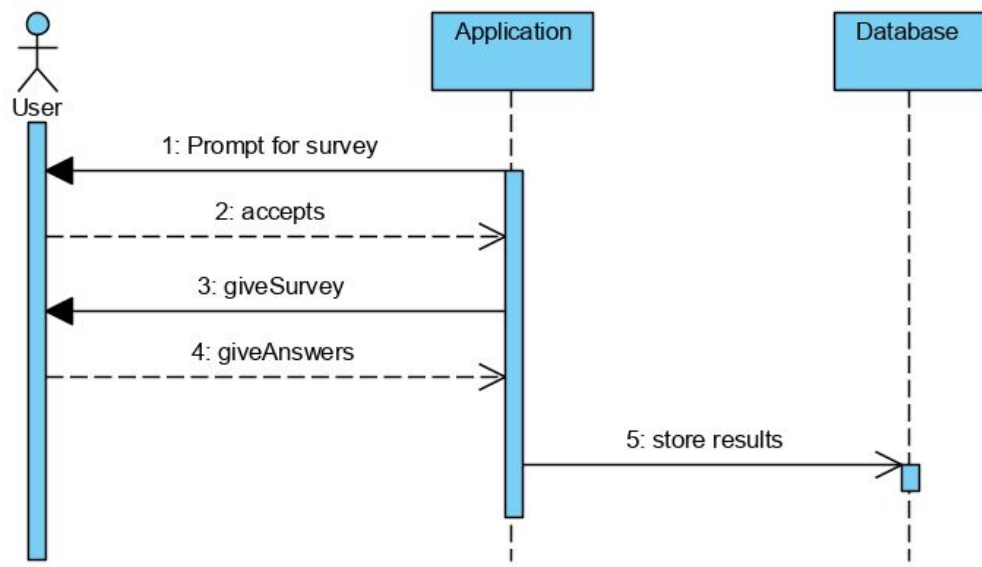 Application
Database
User
1: Prompt for survey
2: accepts
3: giveSurvey
4: giveAnswers
5: store results